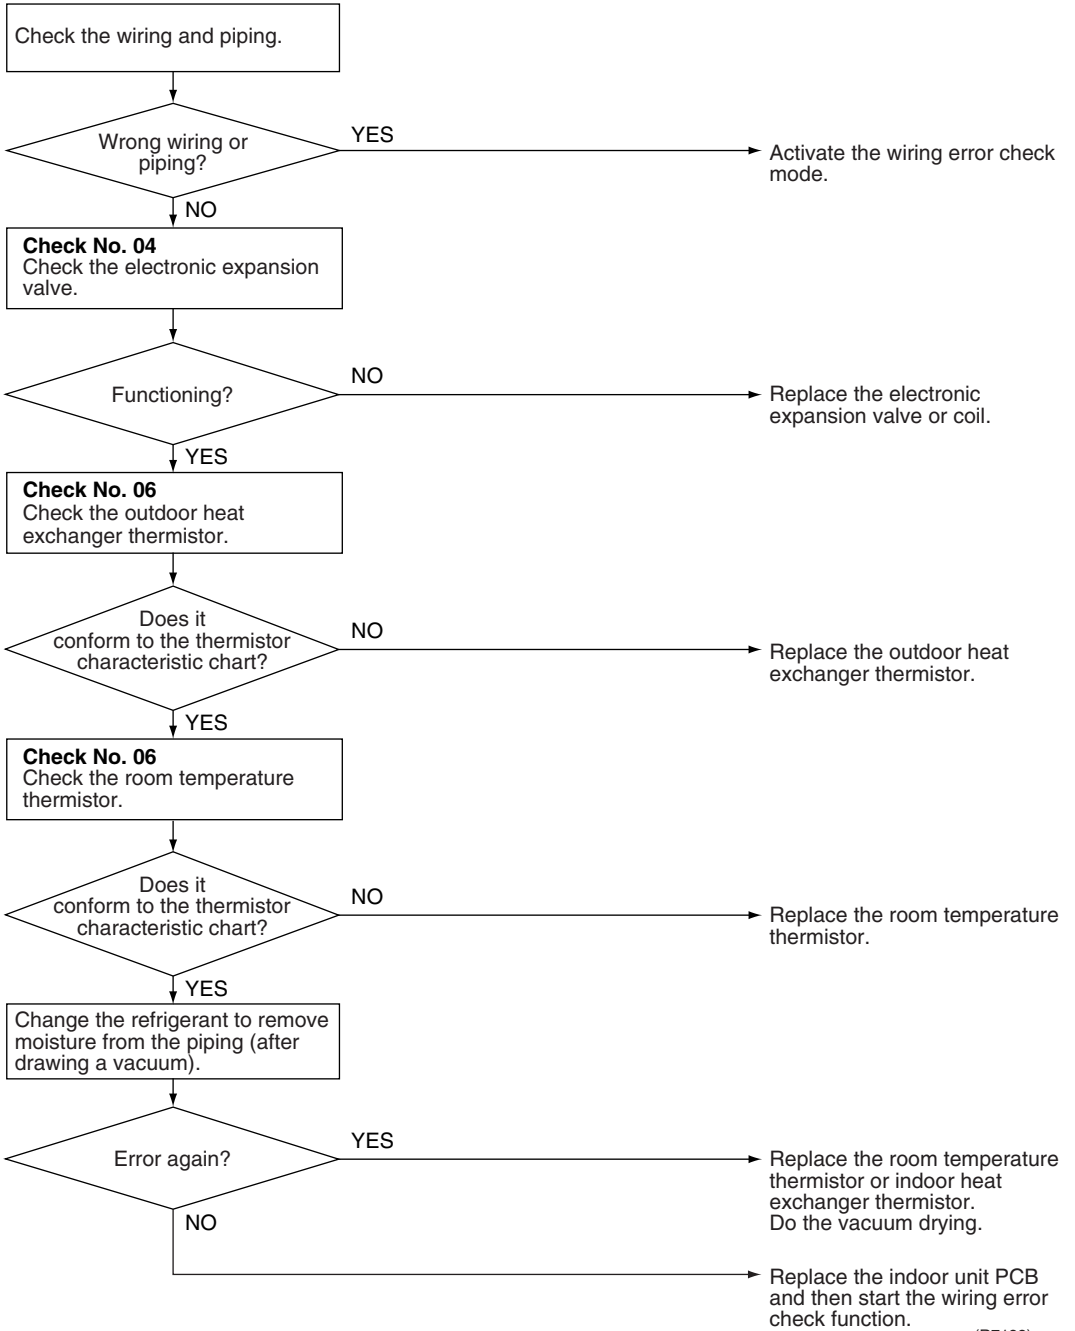 Check the wiring and piping.
Wrong wiring or
piping?
YES
Activate the wiring error check
mode.
NO
Check No. 04
Check the electronic expansion
valve.
Functioning?
NO
Replace the electronic
expansion valve or coil.
YES
Check No. 06
Check the outdoor heat
exchanger thermistor.
Does it
conform to the thermistor
characteristic chart?
NO
Replace the outdoor heat
exchanger thermistor.
YES
Check No. 06
Check the room temperature
thermistor.
Does it
conform to the thermistor
characteristic chart?
NO
Replace the room temperature
thermistor.
YES
Change the refrigerant to remove
moisture from the piping (after
drawing a vacuum).
Error again?
YES
Replace the room temperature
thermistor or indoor heat
exchanger thermistor.
Do the vacuum drying.
NO
Replace the indoor unit PCB
and then start the wiring error
check function.